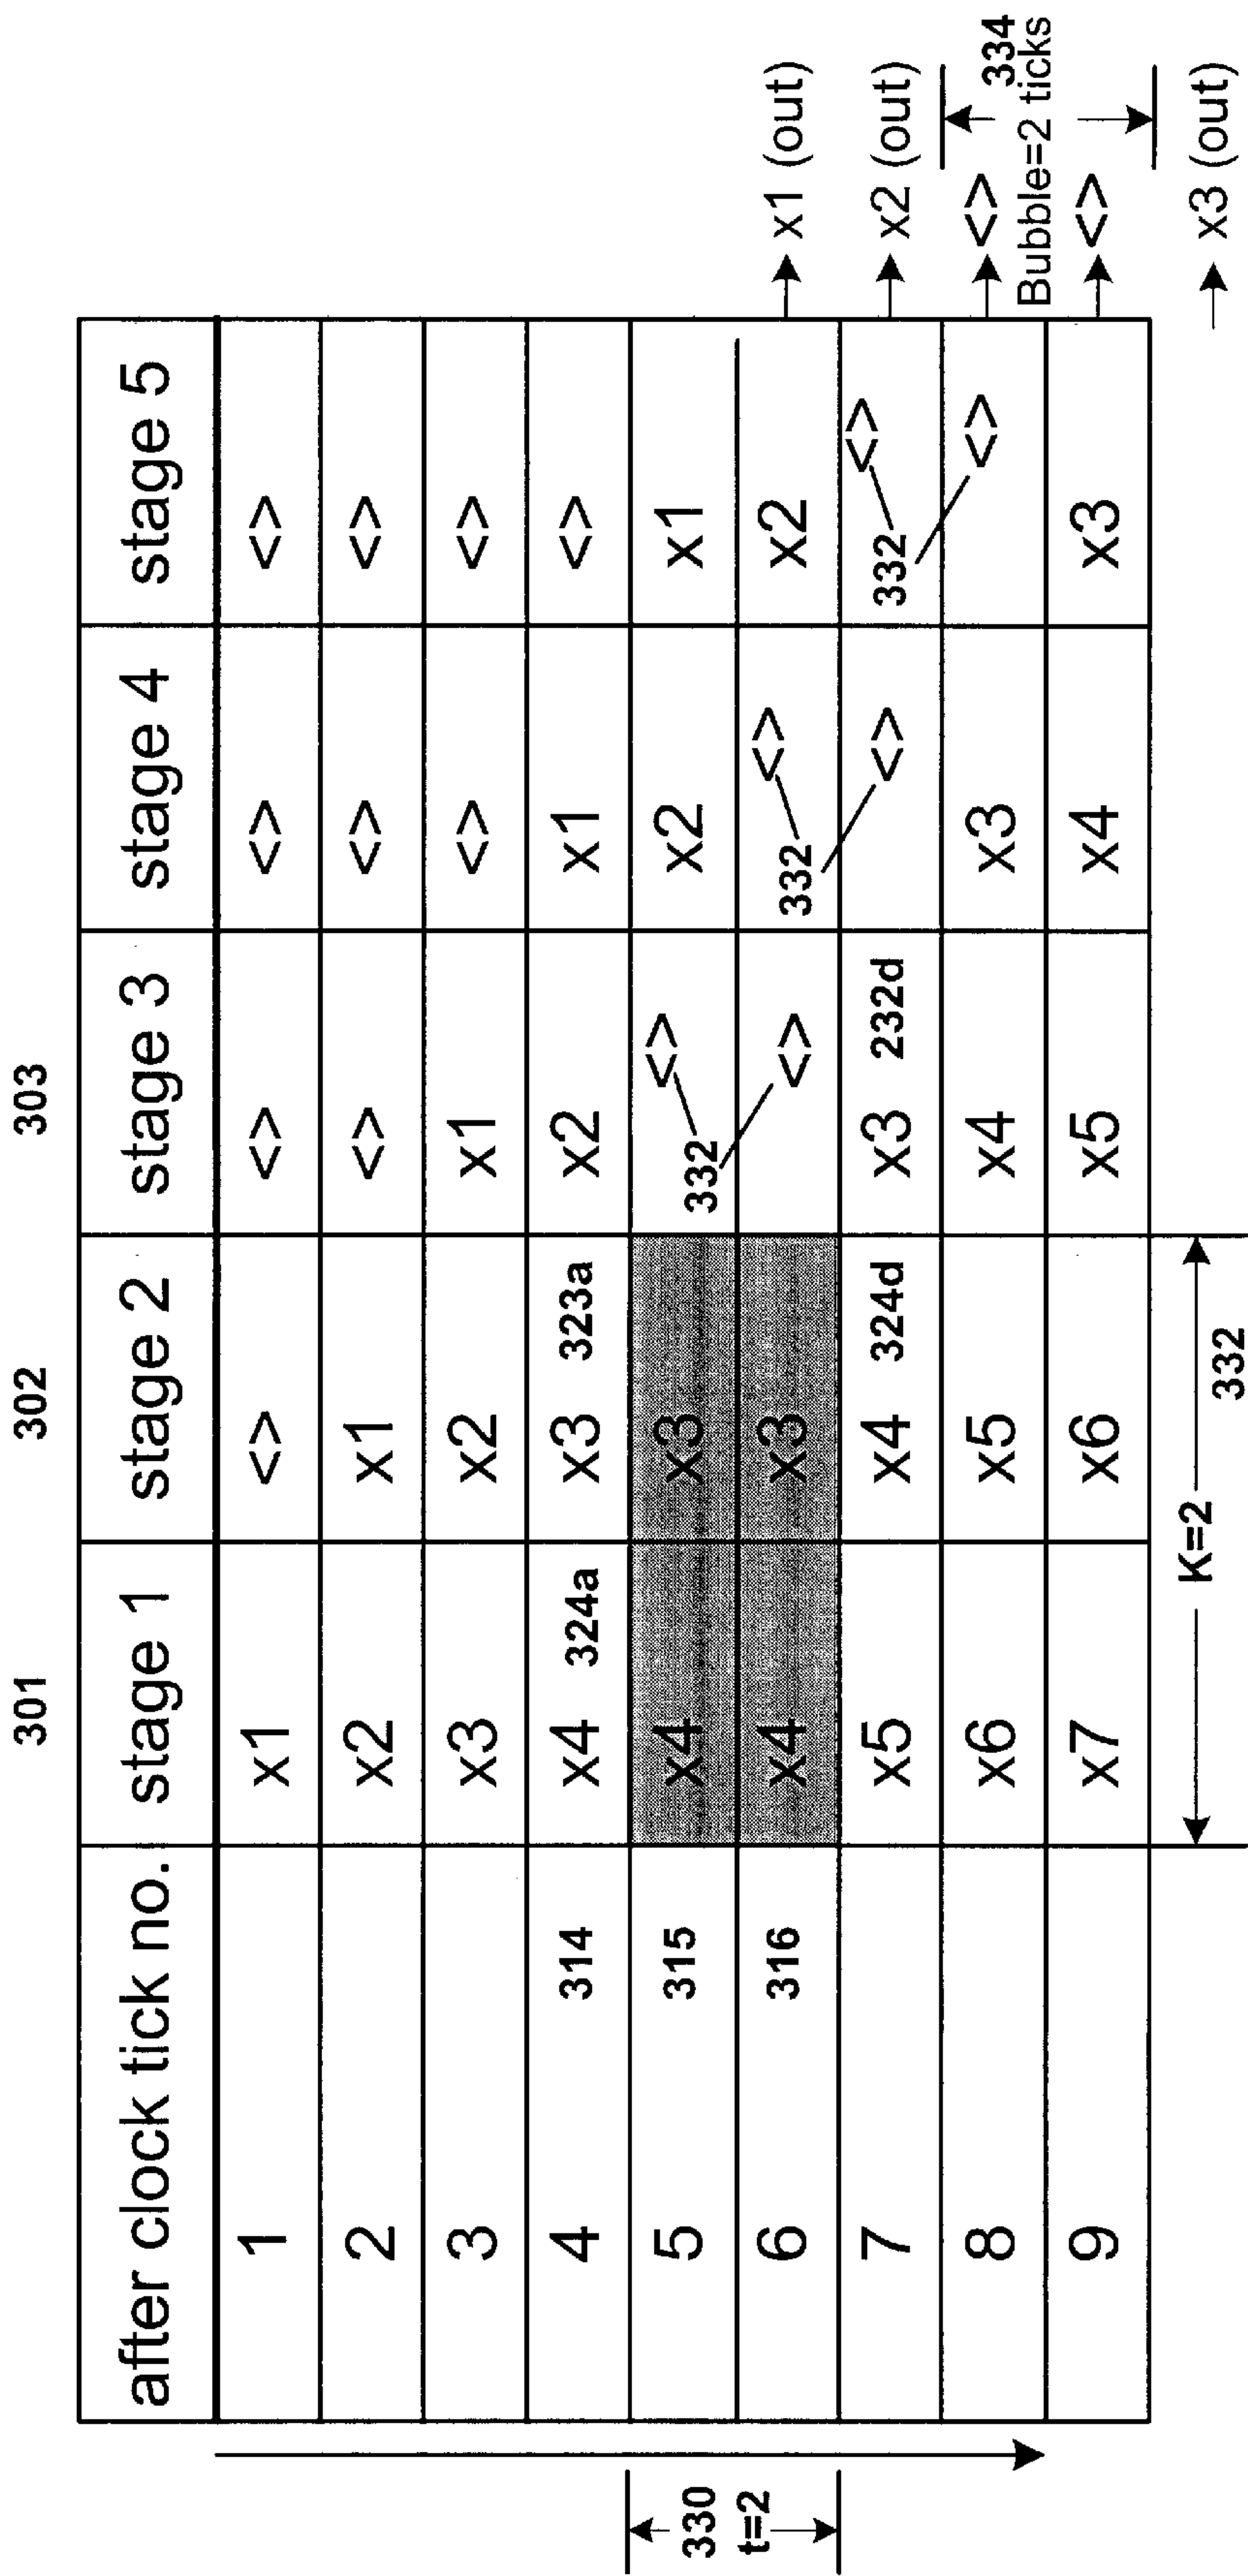 301 302 303
after clock tick no. stage 1 stage 2 stage 3 stage 4 stage 5
1 x1 <> <> <> <>
2 x2 x1 <> <> <>
3 x3 x2 x1 <> <>
4 314 x4 324a x3 323a x2 x1 <>
330 t=2
5 315 x4 x3 332 <> x2 x1
6 316 x4 x3 <> 332 <> x2 x1 (out)
7 x5 x4 324d x3 232d <> 332 <> x2 (out)
8 x6 x5 x4 x3 <> <> 334
Bubble=2 ticks
9 x7 x6 x5 x4 x3 <>
K=2 x3 (out)
332